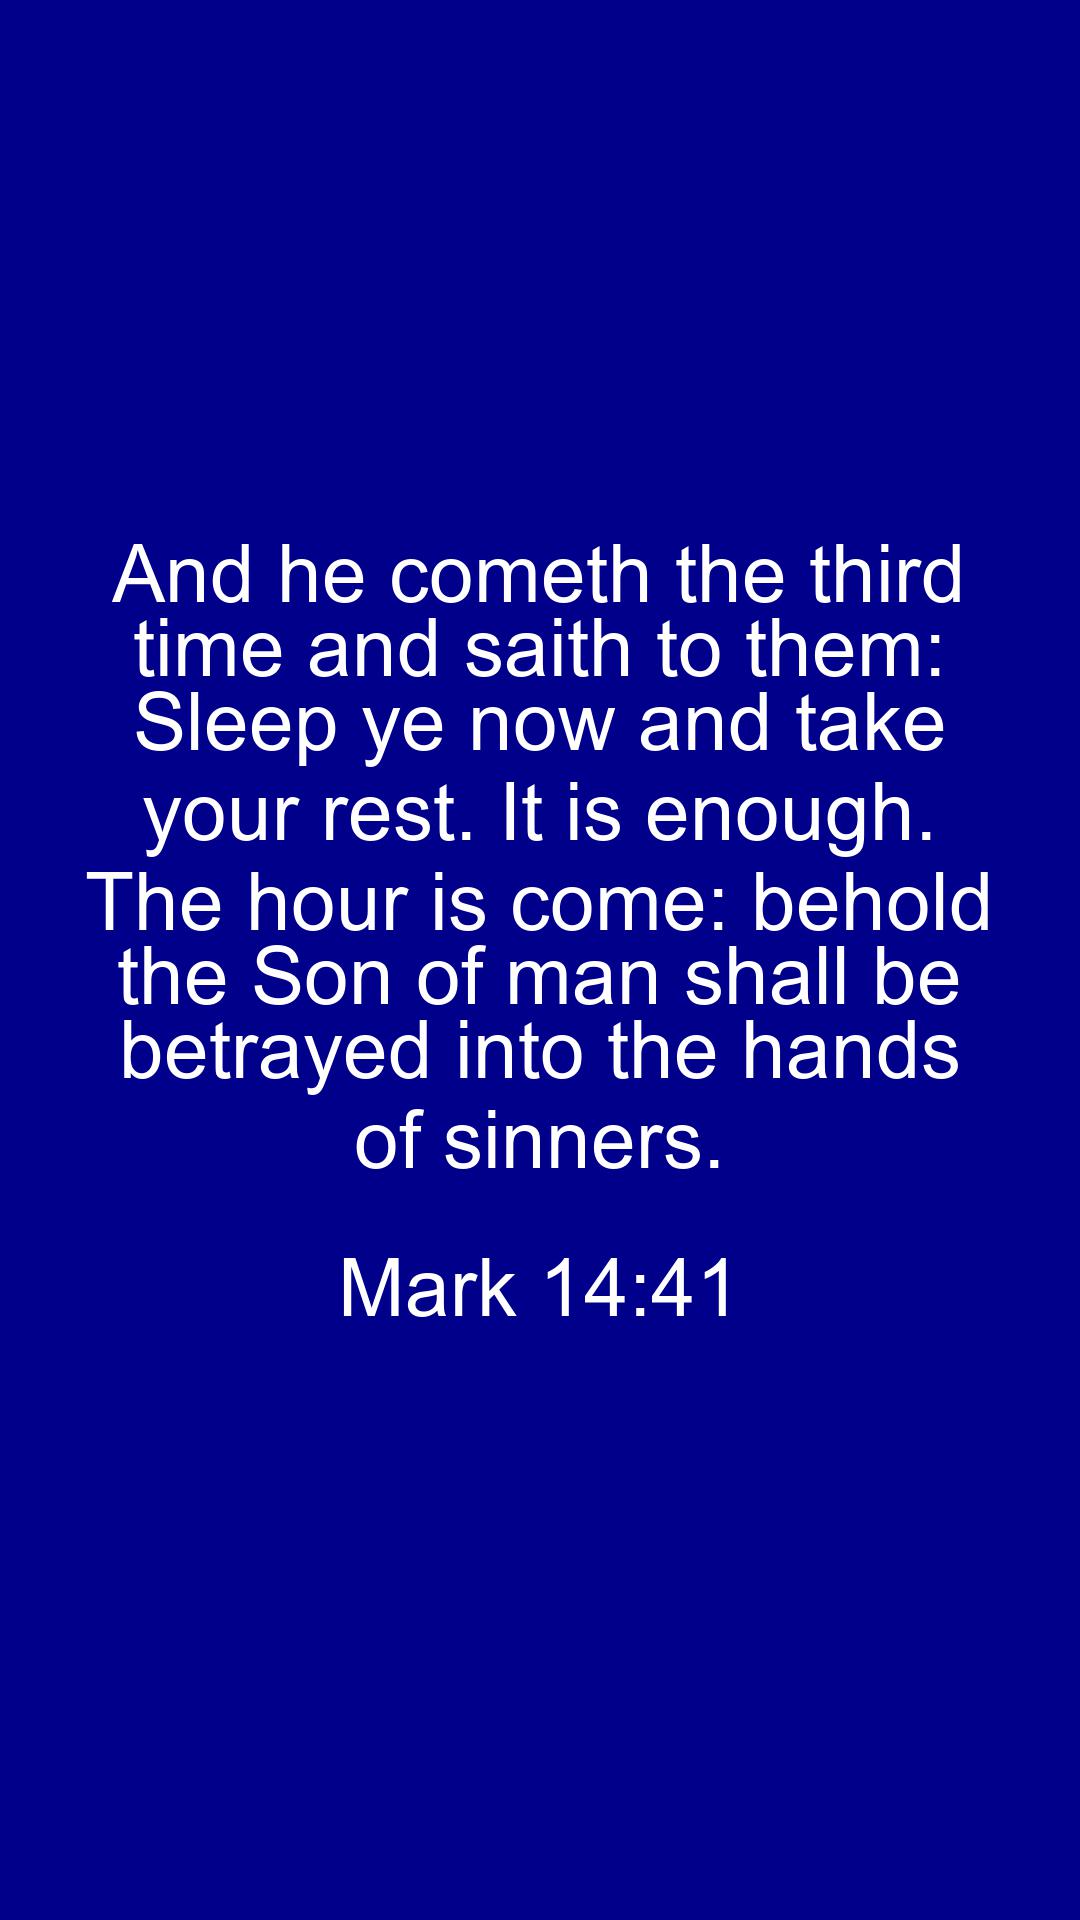 And he cometh the third
time and saith to them:
Sleep ye now and take
your rest. It is enough.
The hour is come: behold
the Son of man shall be
betrayed into the hands
of sinners.
Mark 14:41